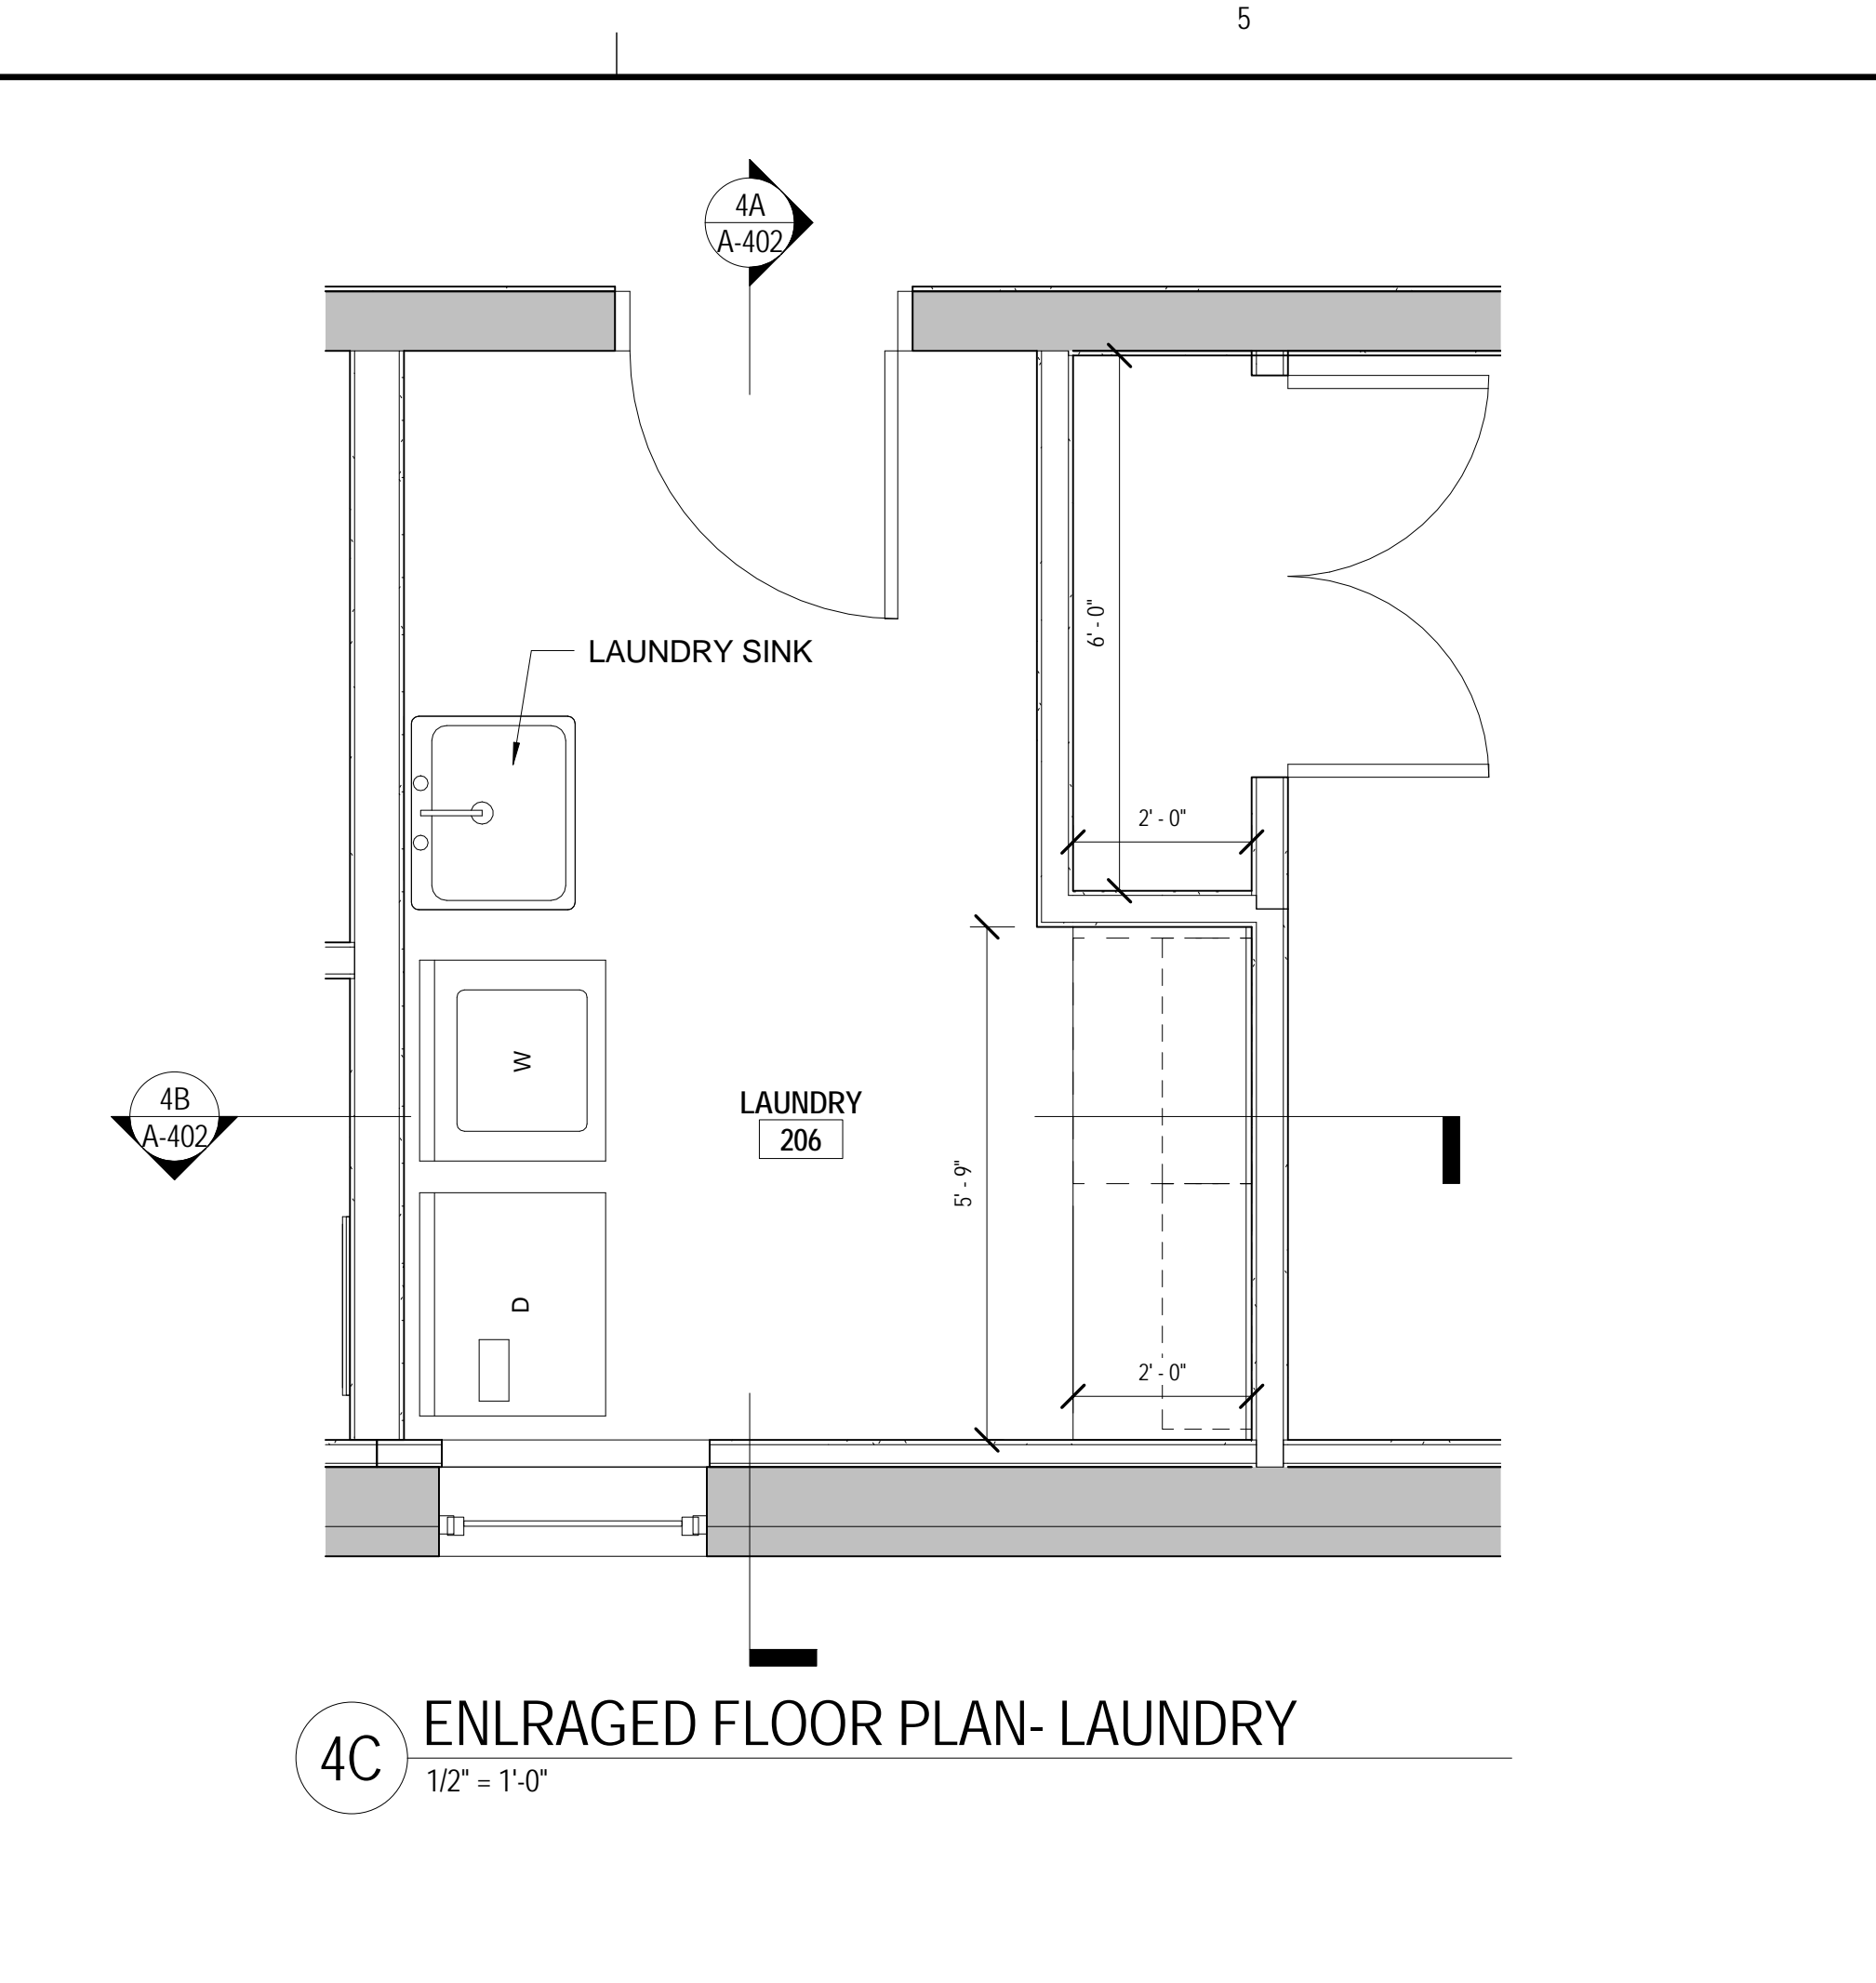 5
4A
A-402
6' - 0"
LAUNDRY SINK
2' - 0"
W
4B
A-402
LAUNDRY
206
5' - 9"
D
2' - 0"
4C
ENLRAGED FLOOR PLAN- LAUNDRY
1/2" = 1'-0"